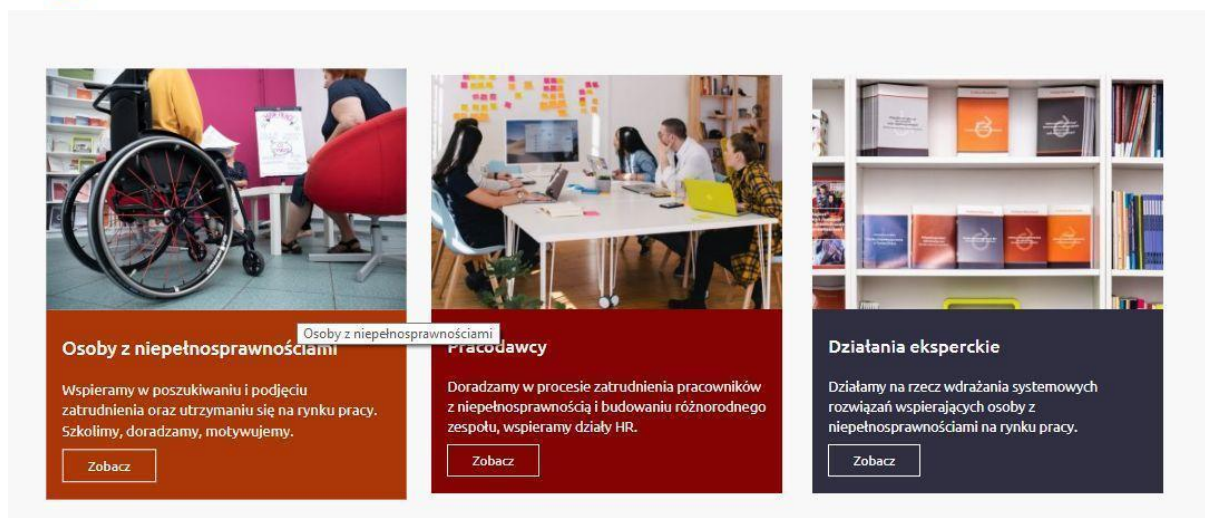 Osoby z niepełnosprawnościami
Osoby z niepełnosprawnościami
Wspieramy w poszukiwaniu i podjęciu
zatrudnienia oraz utrzymaniu się na rynku pracy.
Szkolimy, doradzamy, motywujemy.
Zobacz
Pracodawcy
Doradzamy w procesie zatrudnienia pracowników
z niepełnosprawnością i budowaniu różnorodnego
zespołu, wspieramy działy HR.
Zobacz
Działania eksperckie
Działamy na rzecz wdrażania systemowych
rozwiązań wspierających osoby z
niepełnosprawnościami na rynku pracy.
Zobacz